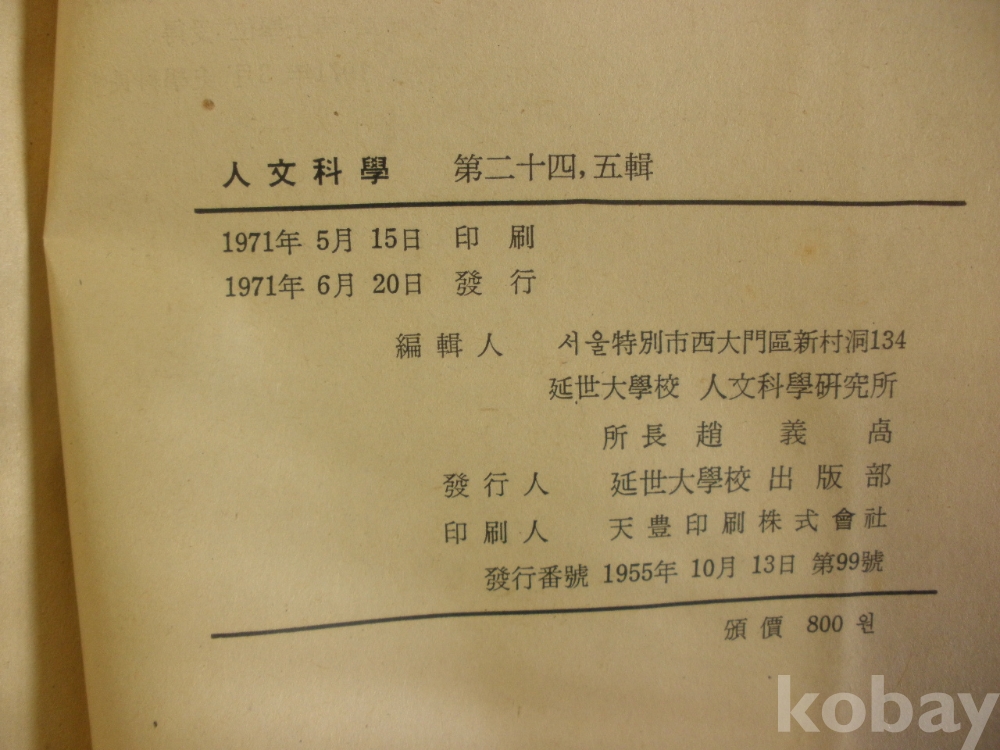 人文科學 第二十四, 五輯
1971年 5月 15日 印 刷
1971年 6月 20日 發 行
編 輯 人 서울特別市西大門區新村洞134
延世大學校 人文科學硏究所
所 長 趙 義 卨
發 行 人 延世大學校 出 版 部
印 刷 人 天 豊 印 刷 株 式 會 社
發行番號 1955年 10月 13日 第99號
頒 價 800 원
kobay